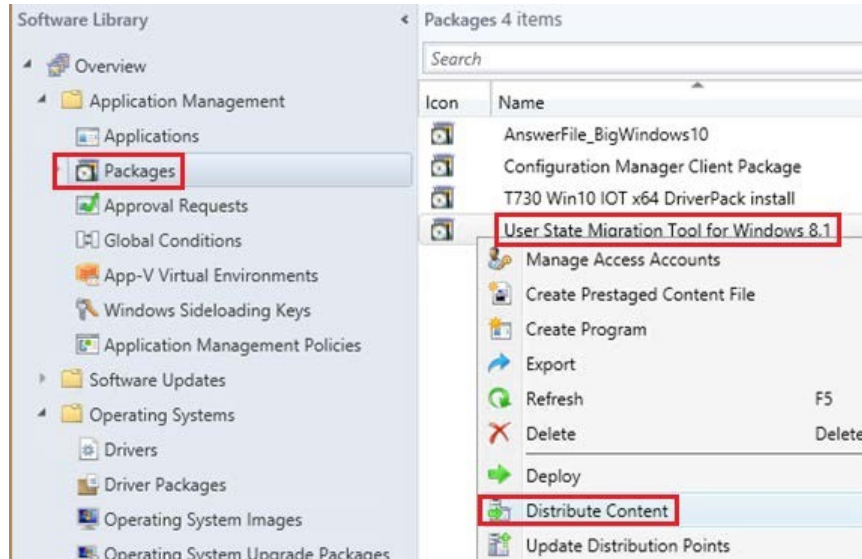 Software Library
Overview
Application Management
Applications
Packages
Approval Requests
Global Conditions
App-V Virtual Environments
Windows Sideloading Keys
Application Management Policies
Software Updates
Operating Systems
Drivers
Driver Packages
Operating System Images
Operating System Upgrade Packages
Packages 4 items
Search
Icon Name
AnswerFile_BigWindows10
Configuration Manager Client Package
T730 Win10 IOT x64 DriverPack install
User State Migration Tool for Windows 8.1
Manage Access Accounts
Create Prestaged Content File
Create Program
Export
Refresh F5
Delete Delete
Deploy
Distribute Content
Update Distribution Points